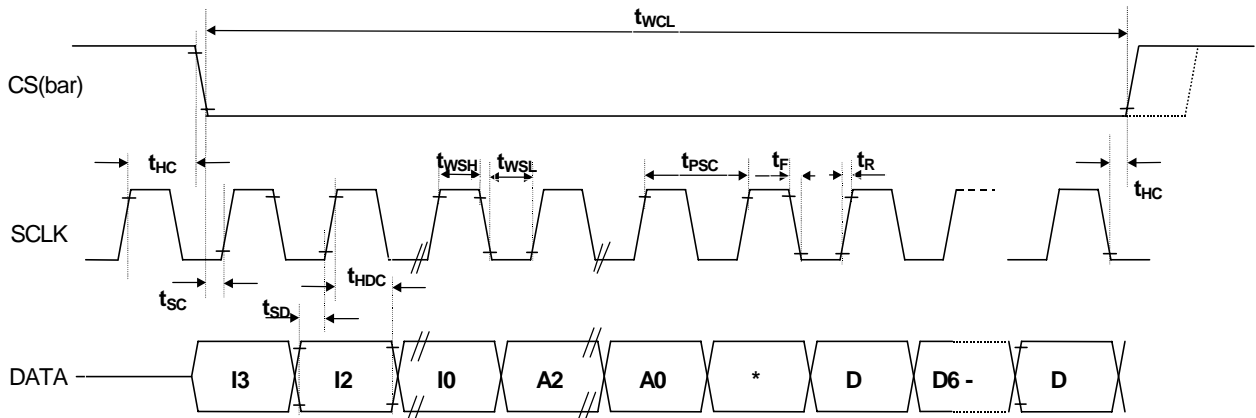 tWCL
CS(bar)
tHC tWSH tWSL tPSC tF tR
tHC
SCLK
tSC tSD tHDC
DATA I3 I2 I0 A2 A0 * D D6 - D